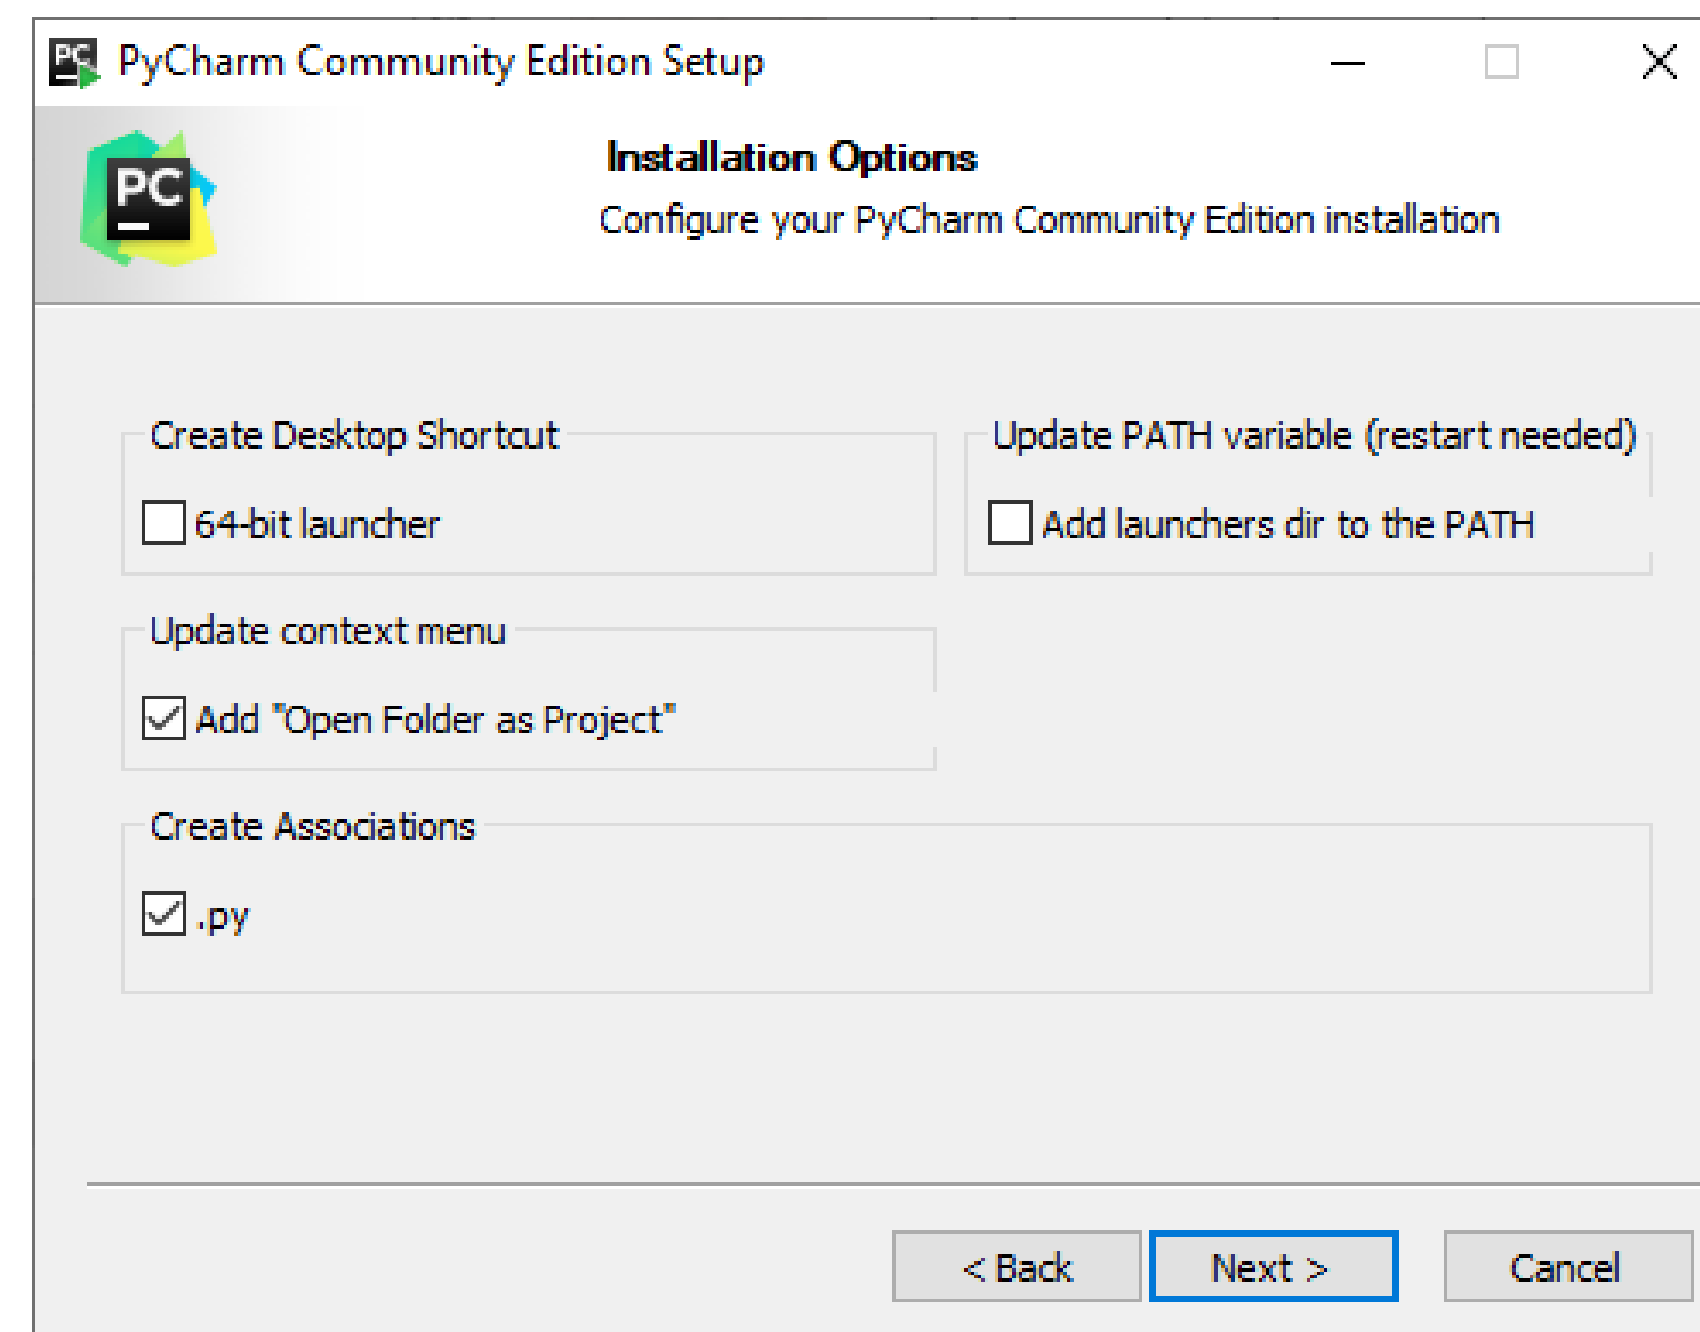 PyCharm Community Edition Setup
PC
Installation Options
Configure your PyCharm Community Edition installation
Create Desktop Shortcut
Update PATH variable (restart needed)
64-bit launcher
Add launchers dir to the PATH
Update context menu
Add "Open Folder as Project"
Create Associations
.py
< Back
Next >
Cancel